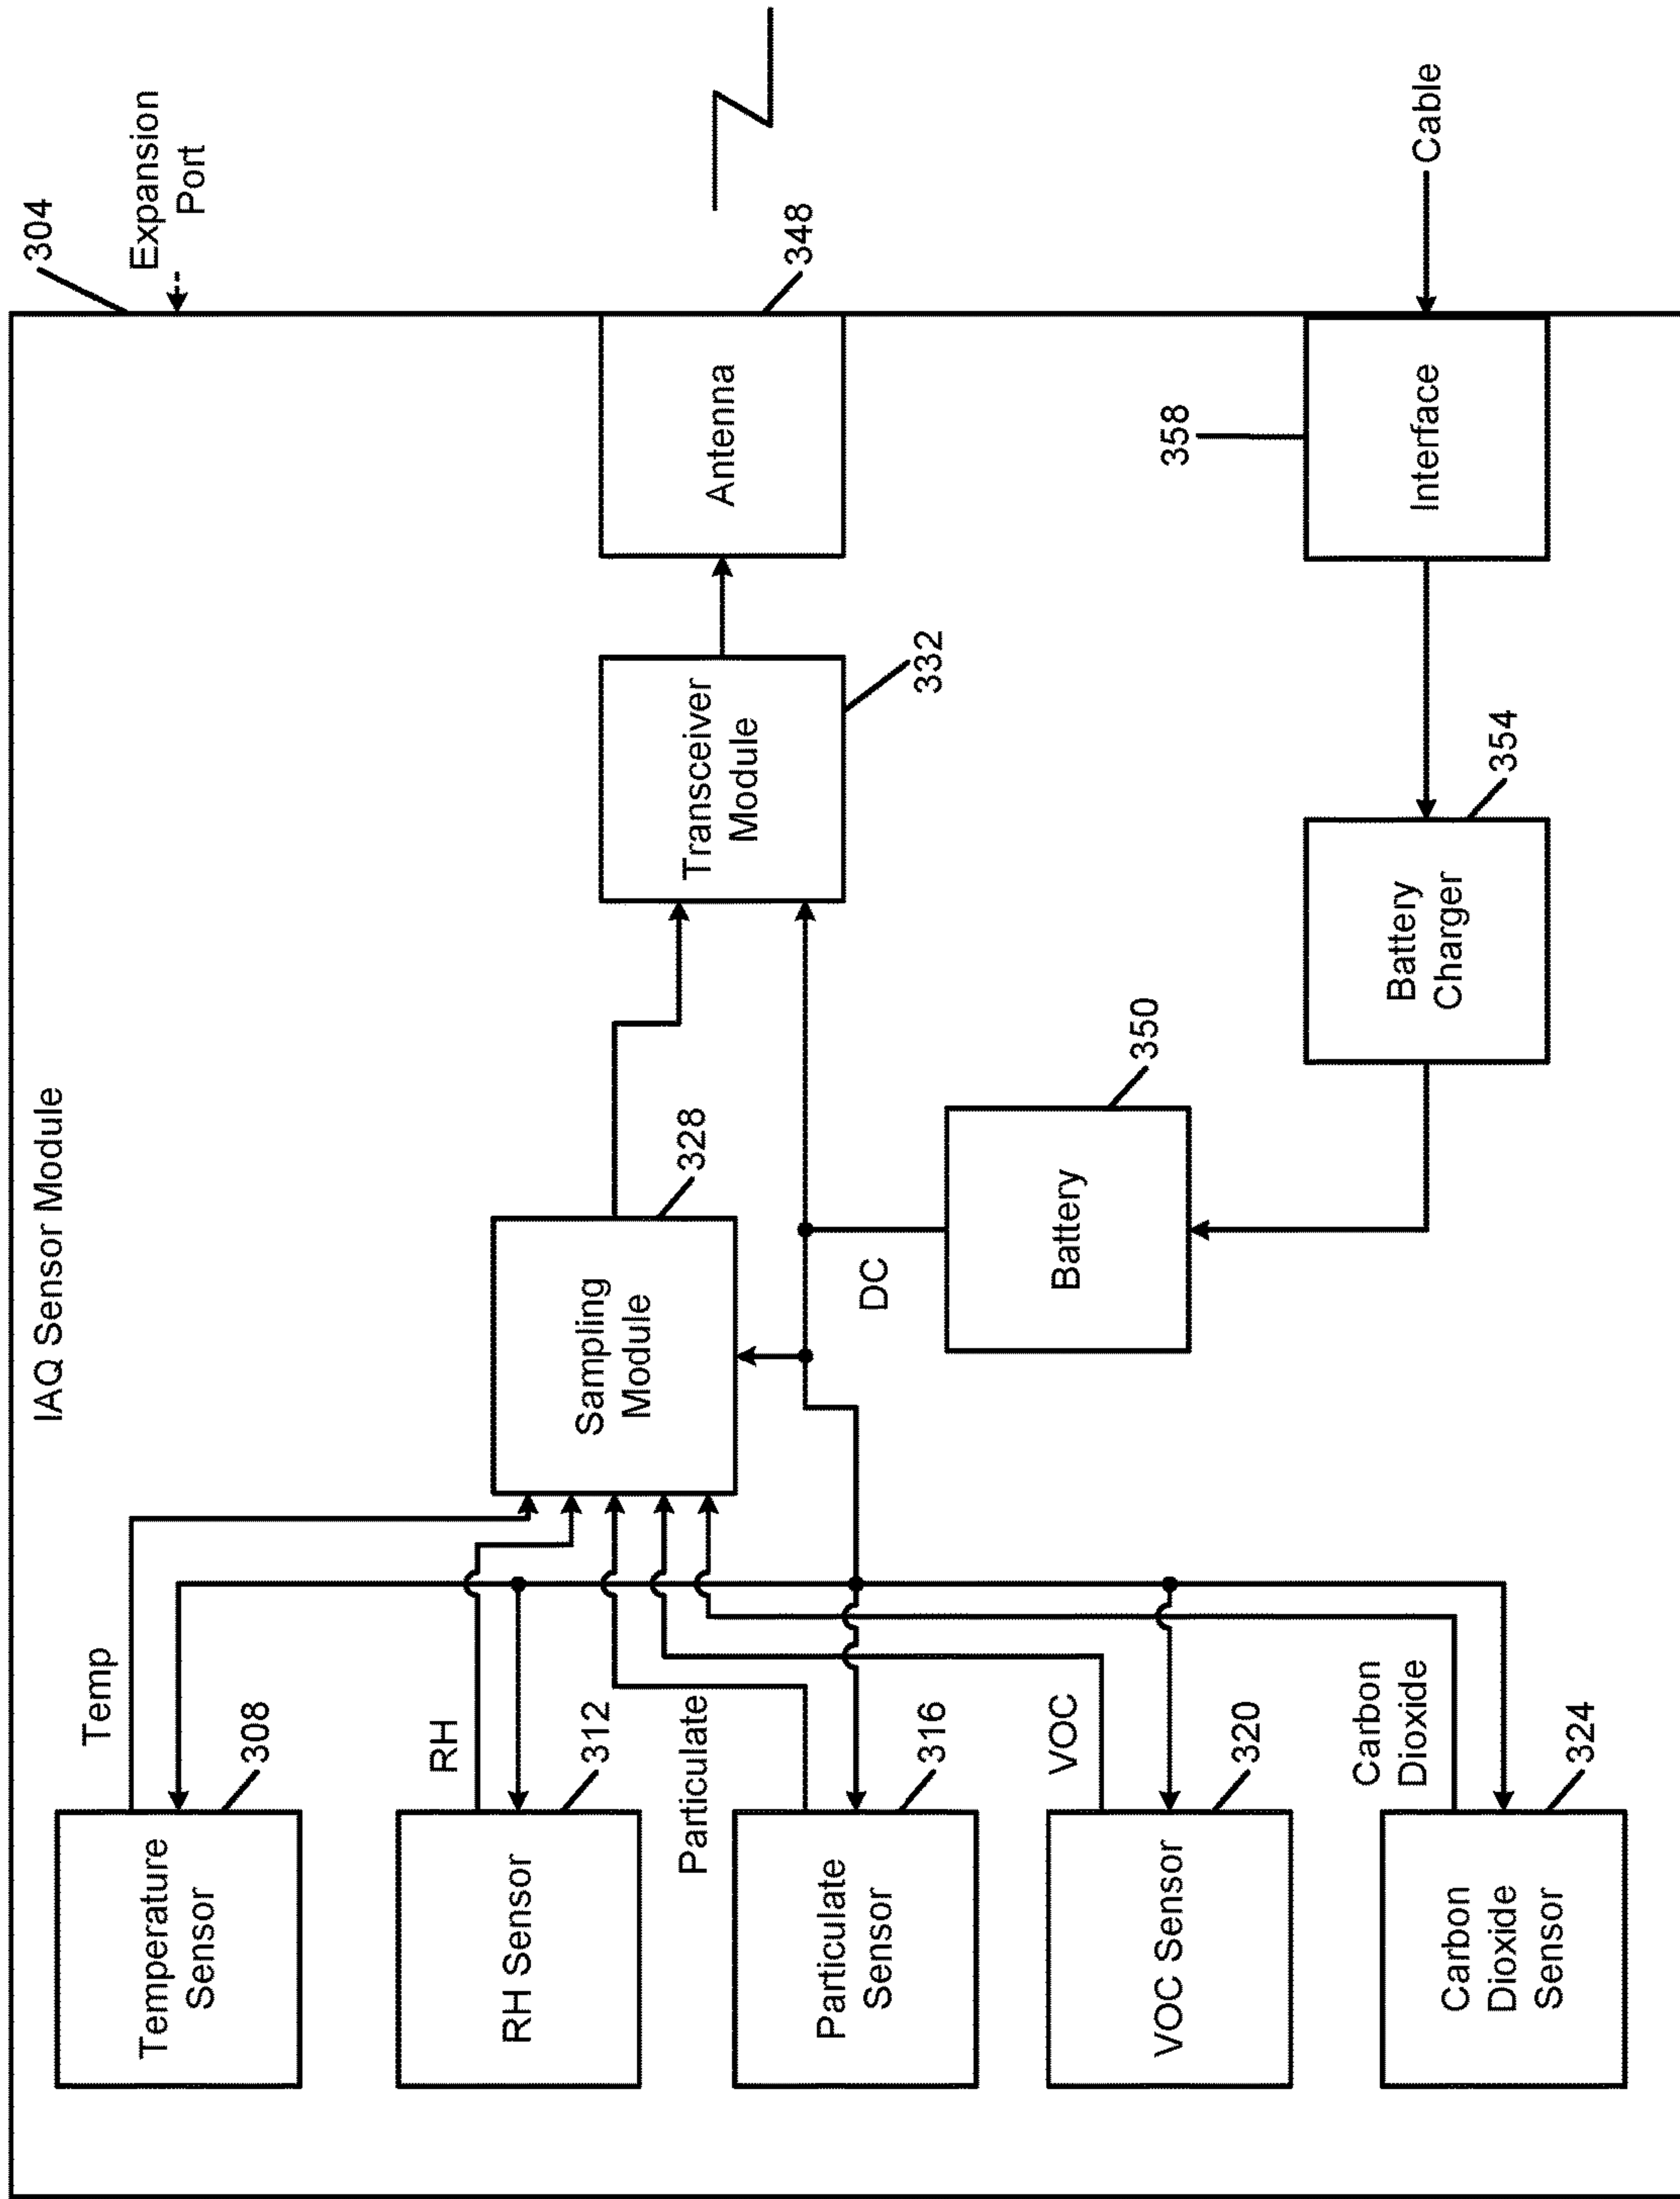 IAQ Sensor Module
304
Expansion
Port
Temperature
Sensor
308
Temp
RH Sensor
312
RH
Particulate
Sensor
316
Particulate
VOC Sensor
320
VOC
Carbon
Dioxide
Sensor
324
Carbon
Dioxide
Sampling
Module
328
Transceiver
Module
332
Antenna
348
DC
Battery
350
Battery
Charger
354
Interface
358
Cable